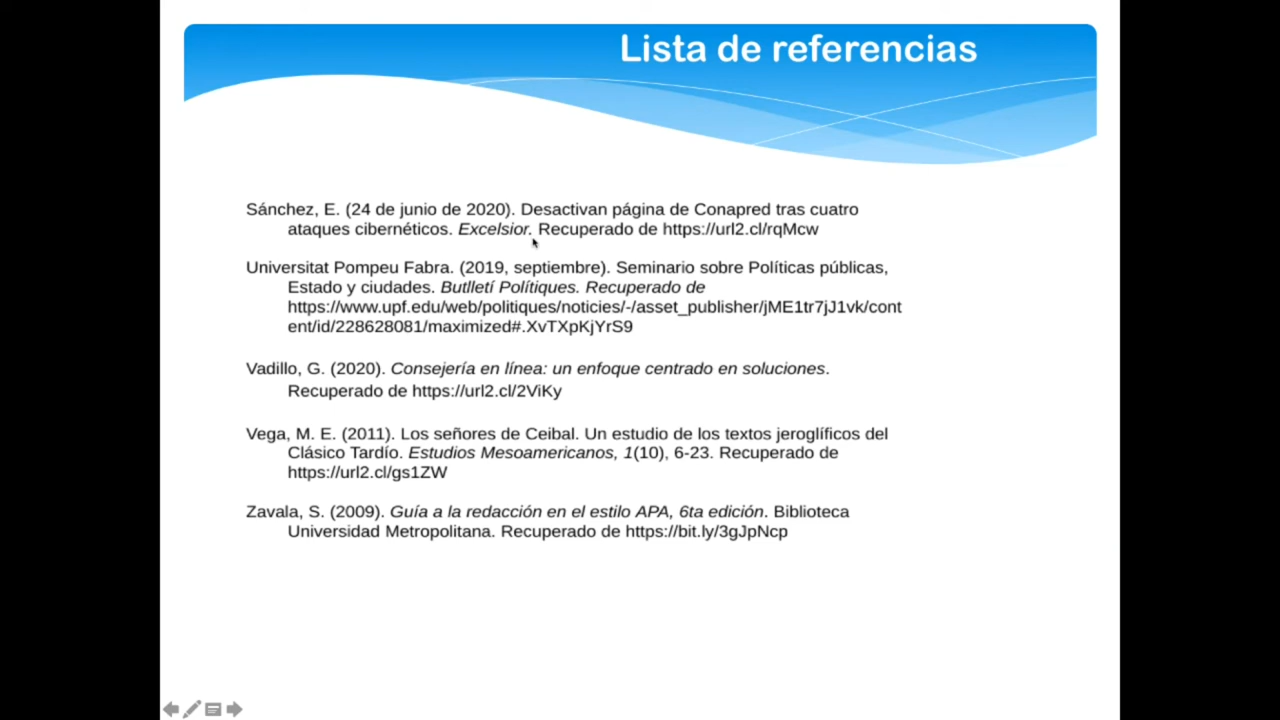 Lista de referencias
Sánchez, E. (24 de junio de 2020). Desactivan página de Conapred tras cuatro
ataques cibernéticos. Excelsior. Recuperado de https://url2.cl/rqMcw
Universitat Pompeu Fabra. (2019, septiembre). Seminario sobre Políticas públicas,
Estado y ciudades. Butlletí Polítiques. Recuperado de
https://www.upf.edu/web/politiques/noticies/-/asset_publisher/jME1tr7jJ1vk/cont
ent/id/228628081/maximized#.XvTXpKjYrS9
Vadillo, G. (2020). Consejería en línea: un enfoque centrado en soluciones.
Recuperado de https://url2.cl/2ViKy
Vega, M. E. (2011). Los señores de Ceibal. Un estudio de los textos jeroglíficos del
Clásico Tardío. Estudios Mesoamericanos, 1(10), 6-23. Recuperado de
https://url2.cl/gs1ZW
Zavala, S. (2009). Guía a la redacción en el estilo APA, 6ta edición. Biblioteca
Universidad Metropolitana. Recuperado de https://bit.ly/3gJpNcp